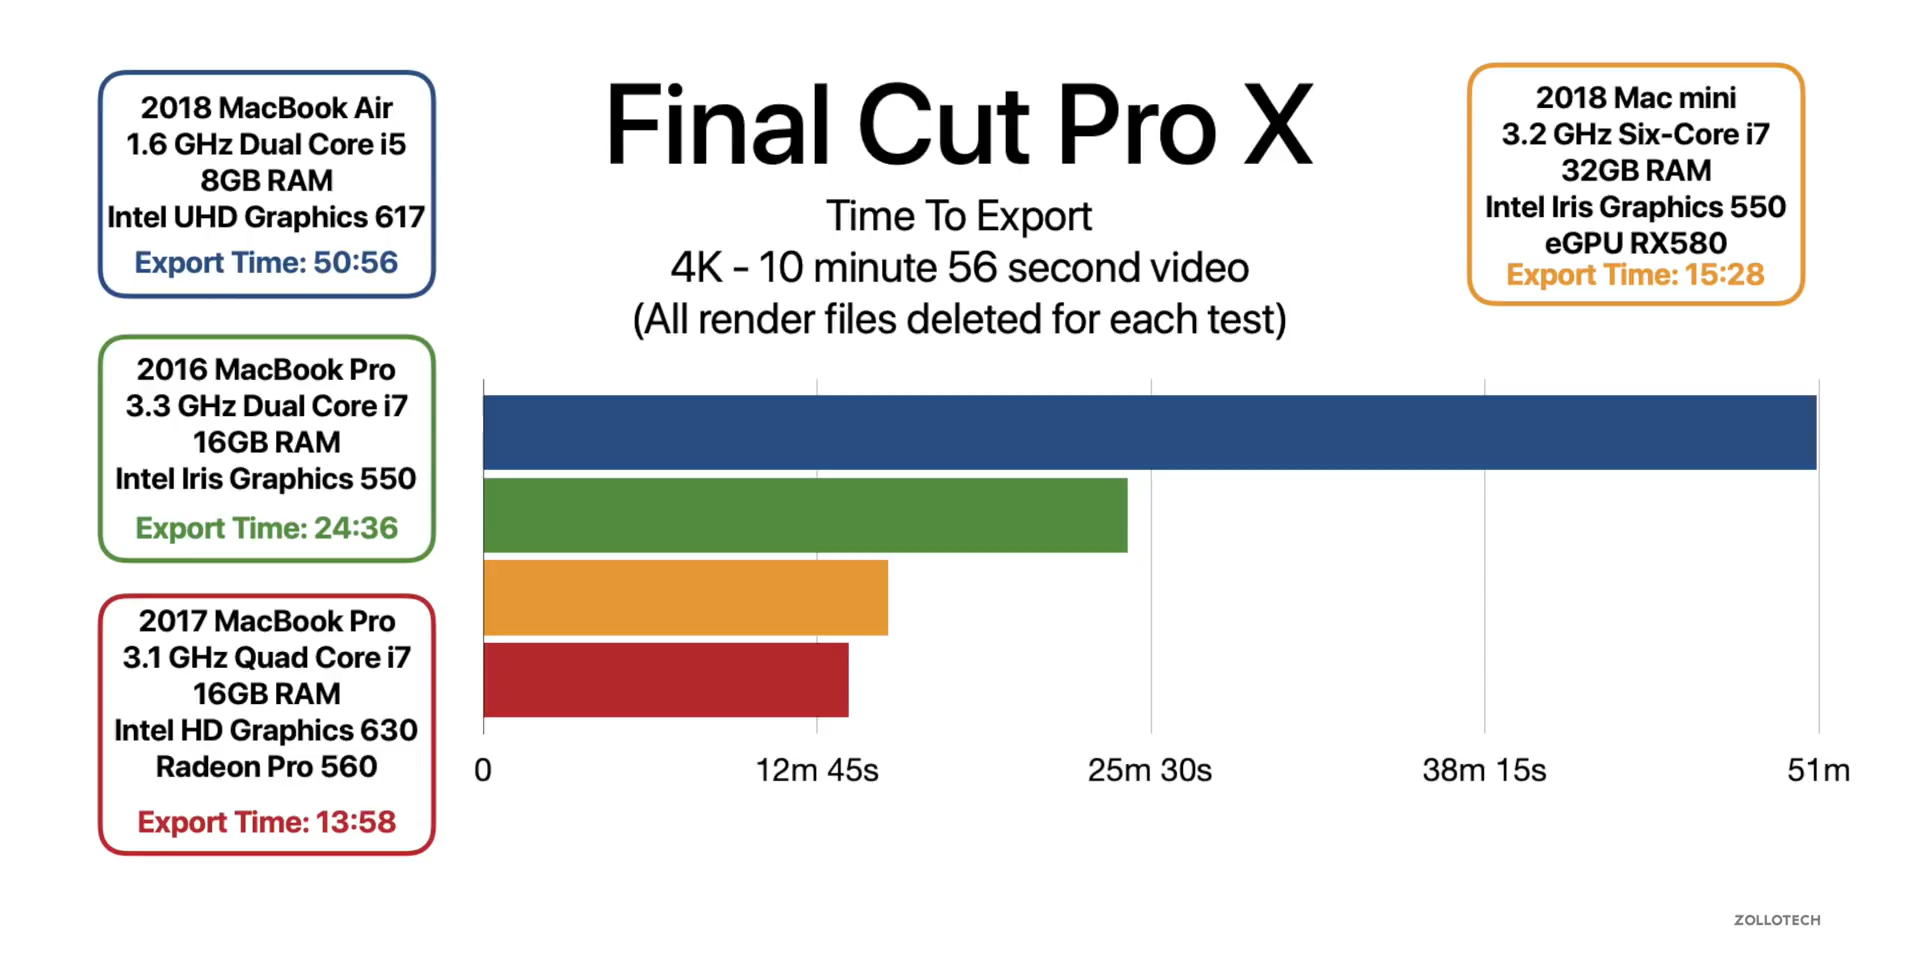 2018 MacBook Air
1.6 GHz Dual Core i5
8GB RAM
Intel UHD Graphics 617
Export Time: 50:56
2016 MacBook Pro
3.3 GHz Dual Core i7
16GB RAM
Intel Iris Graphics 550
Export Time: 24:36
2017 MacBook Pro
3.1 GHz Quad Core i7
16GB RAM
Intel HD Graphics 630
Radeon Pro 560
Export Time: 13:58
Final Cut Pro X
Time To Export
4K - 10 minute 56 second video
(All render files deleted for each test)
2018 Mac mini
3.2 GHz Six-Core i7
32GB RAM
Intel Iris Graphics 550
eGPU RX580
Export Time: 15:28
0 12m 45s 25m 30s 38m 15s 51m
ZOLLOTECH